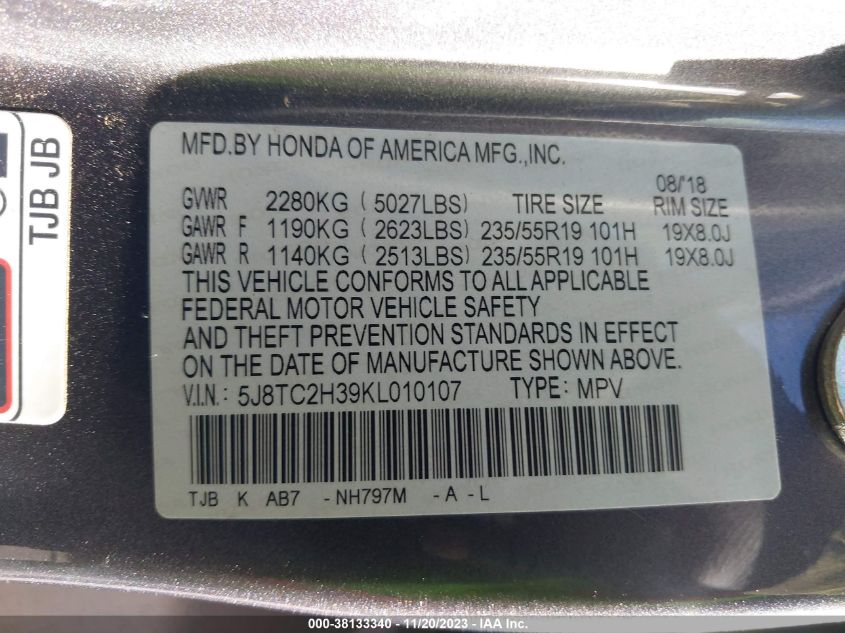 TJB JB
MFD.BY HONDA OF AMERICA MFG.,INC.
08/'18
GVWR 2280KG ( 5027LBS) TIRE SIZE RIM SIZE
GAWR F 1190KG ( 2623LBS) 235/55R19 101H 19X8.0J
GAWR R 1140KG ( 2513LBS) 235/55R19 101H 19X8.0J
THIS VEHICLE CONFORMS TO ALL APPLICABLE
FEDERAL MOTOR VEHICLE SAFETY
AND THEFT PREVENTION STANDARDS IN EFFECT
ON THE DATE OF MANUFACTURE SHOWN ABOVE.
V.I.N.: 5J8TC2H39KL010107 TYPE: MPV
TJB K AB7 -NH797M -A -L
000-38133340 - 11/20/2023 - IAA Inc.